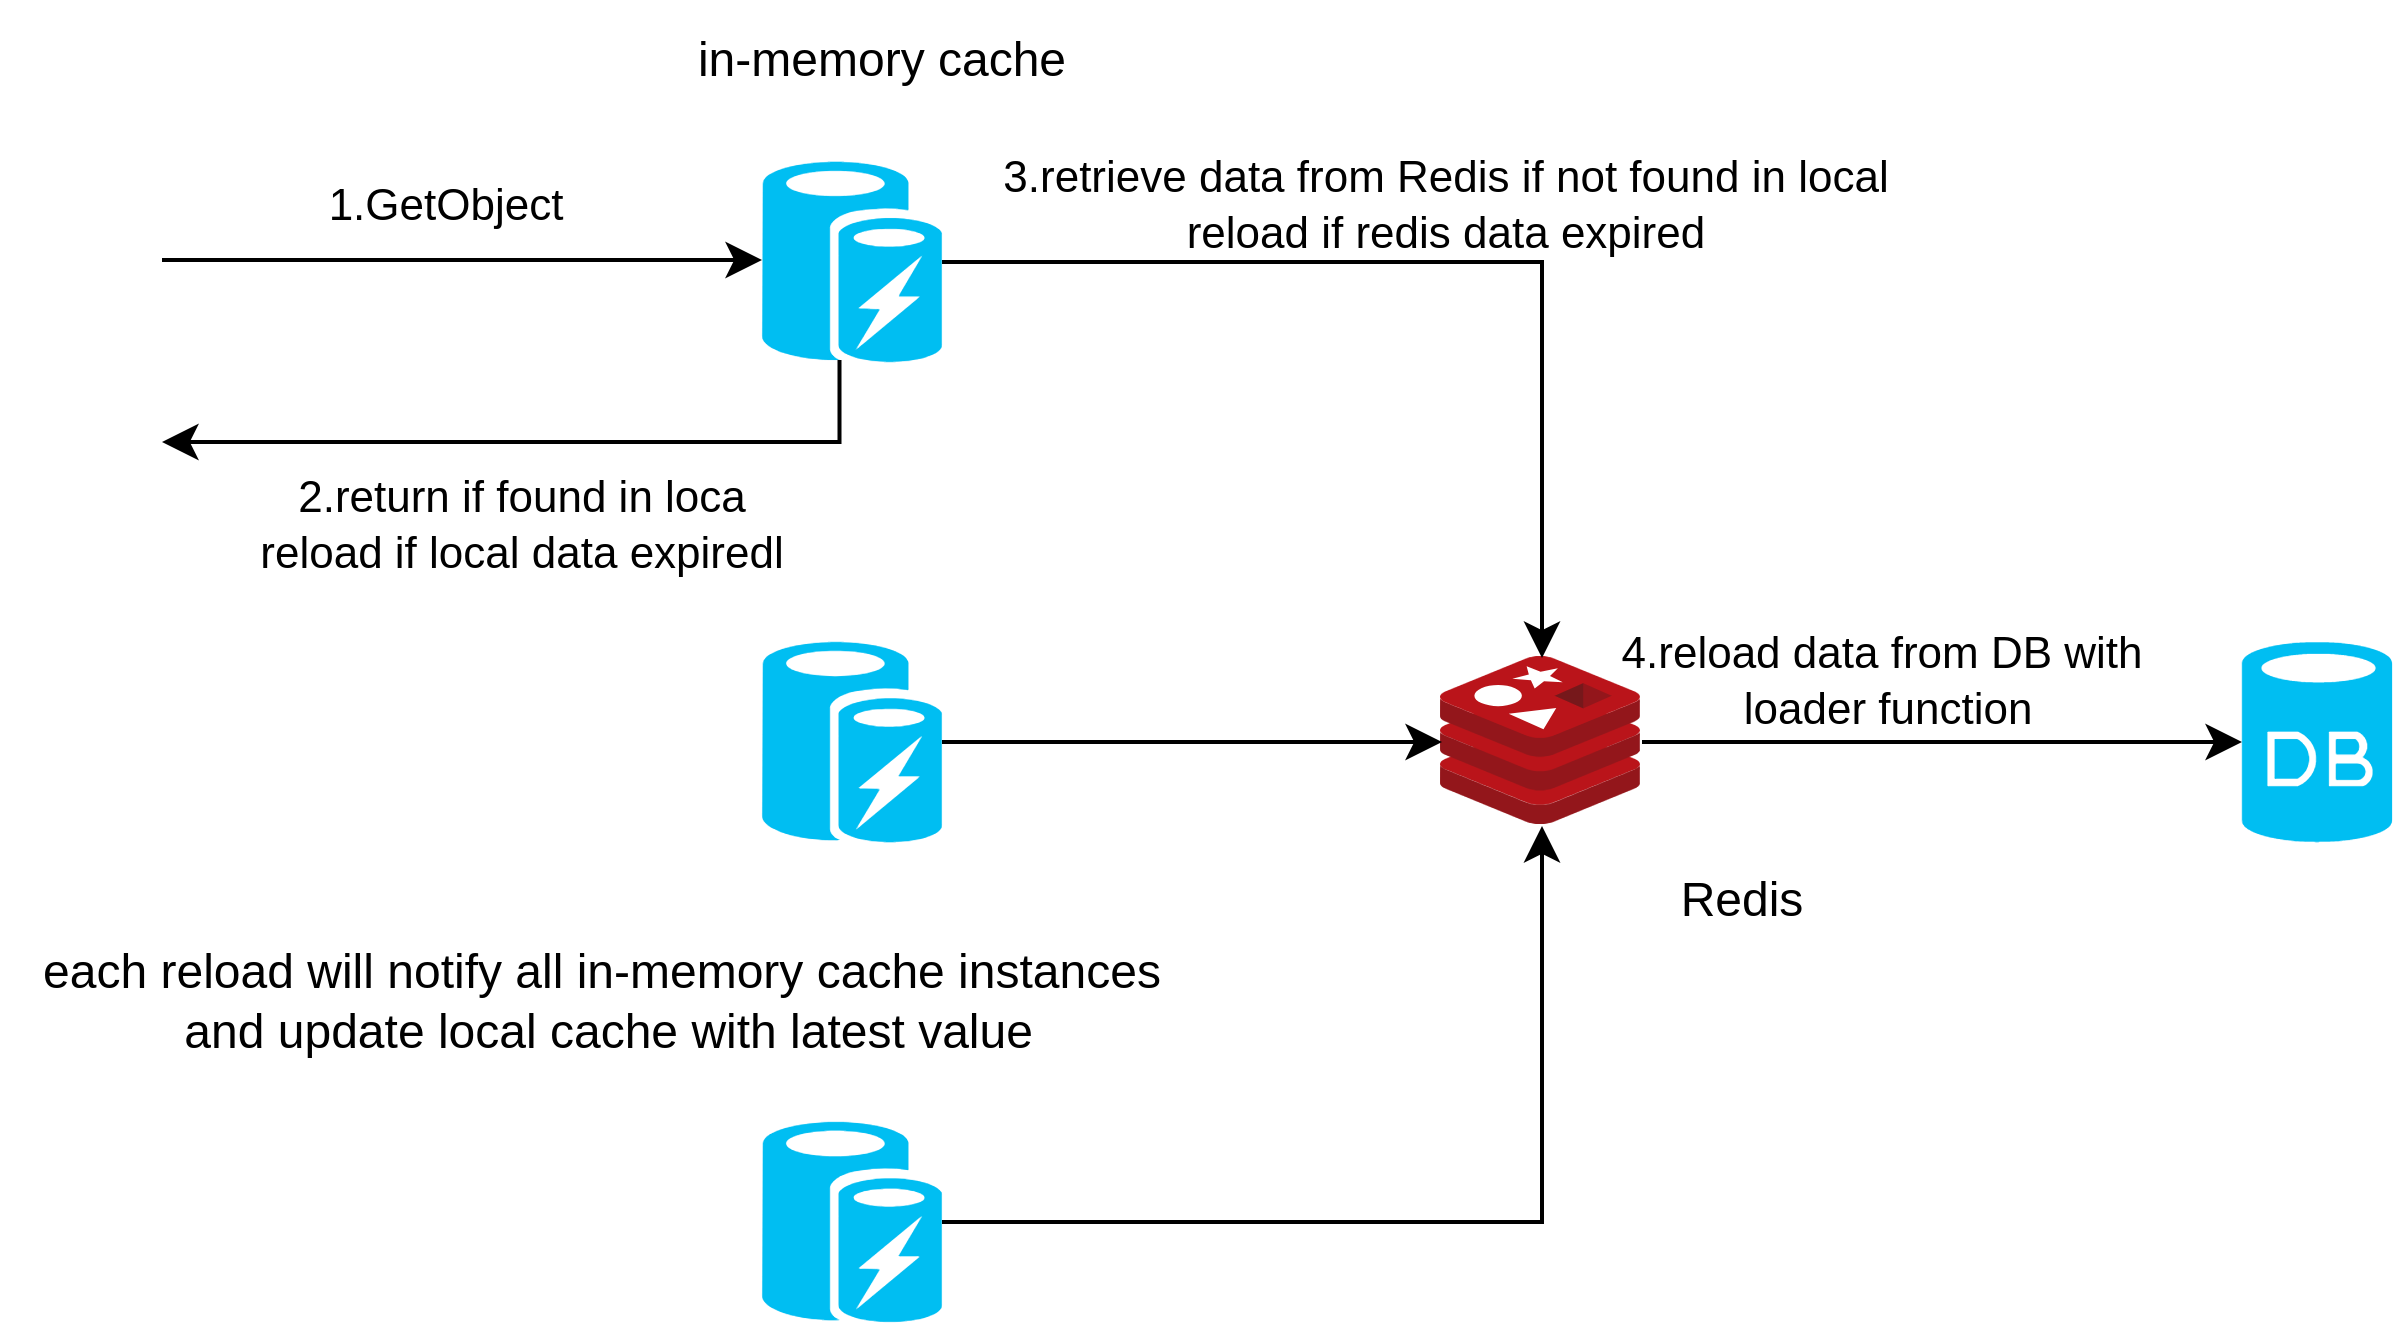 in-memory cache
1.GetObject
3.retrieve data from Redis if not found in local
reload if redis data expired
2.return if found in loca
reload if local data expiredl
4.reload data from DB with
loader function
DB
Redis
each reload will notify all in-memory cache instances
and update local cache with latest value